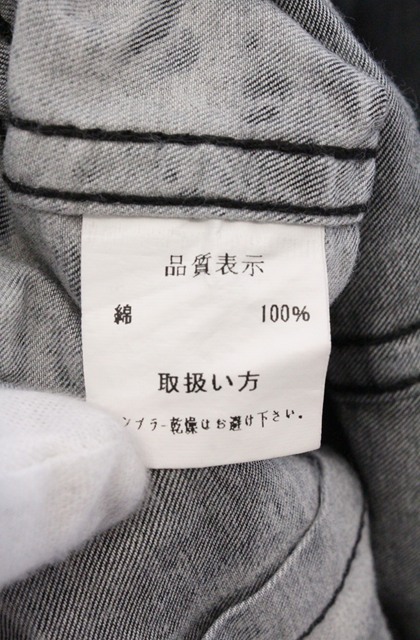 品質表示
綿 100%
取扱い方
ンブラー乾燥はお避け下さい。